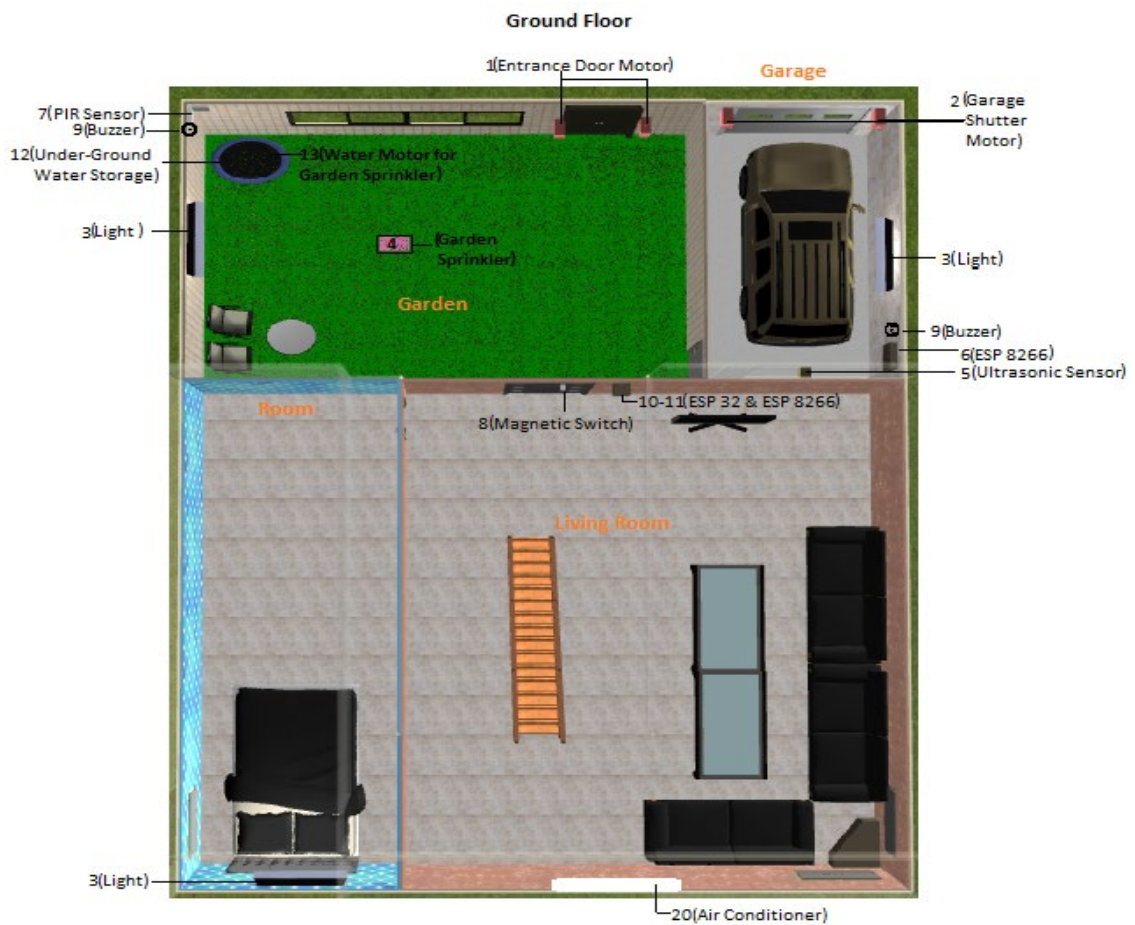 Ground Floor
1(Entrance Door Motor)
Garage
7(PIR Sensor)
2 (Garage
Shutter
Motor)
9(Buzzer)
12(Under-Ground
Water Storage)
13(Water Motor for
Garden Sprinkler)
3(Light )
4
(Garden
Sprinkler)
3(Light)
Garden
9(Buzzer)
6(ESP 8266)
5(Ultrasonic Sensor)
Room
10-11(ESP 32 & ESP 8266)
8(Magnetic Switch)
Living Room
3(Light)
20(Air Conditioner)